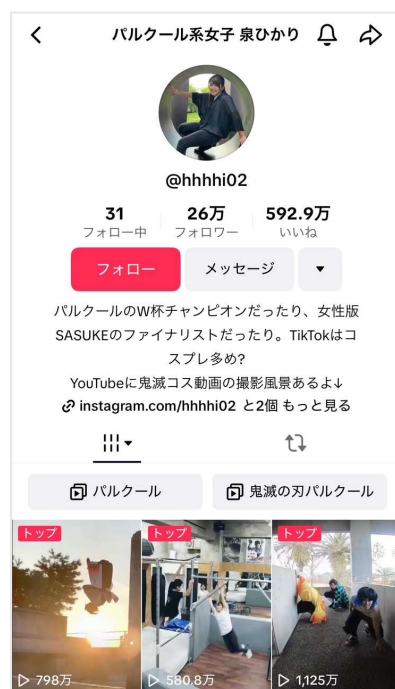 パルクール系女子 泉ひかり
@hhhhi02
31 26万 592.9万
フォロー中 フォロワー いいね
フォロー メッセージ
パルクールのW杯チャンピオンだったり、女性版
SASUKEのファイナリストだったり。TikTokはコ
スプレ多め?
YouTubeに鬼滅コス動画の撮影風景あるよ↓
instagram.com/hhhhi02 と2個 もっと見る
パルクール 鬼滅の刃パルクール
トップ トップ トップ
798万 580.8万 1,125万